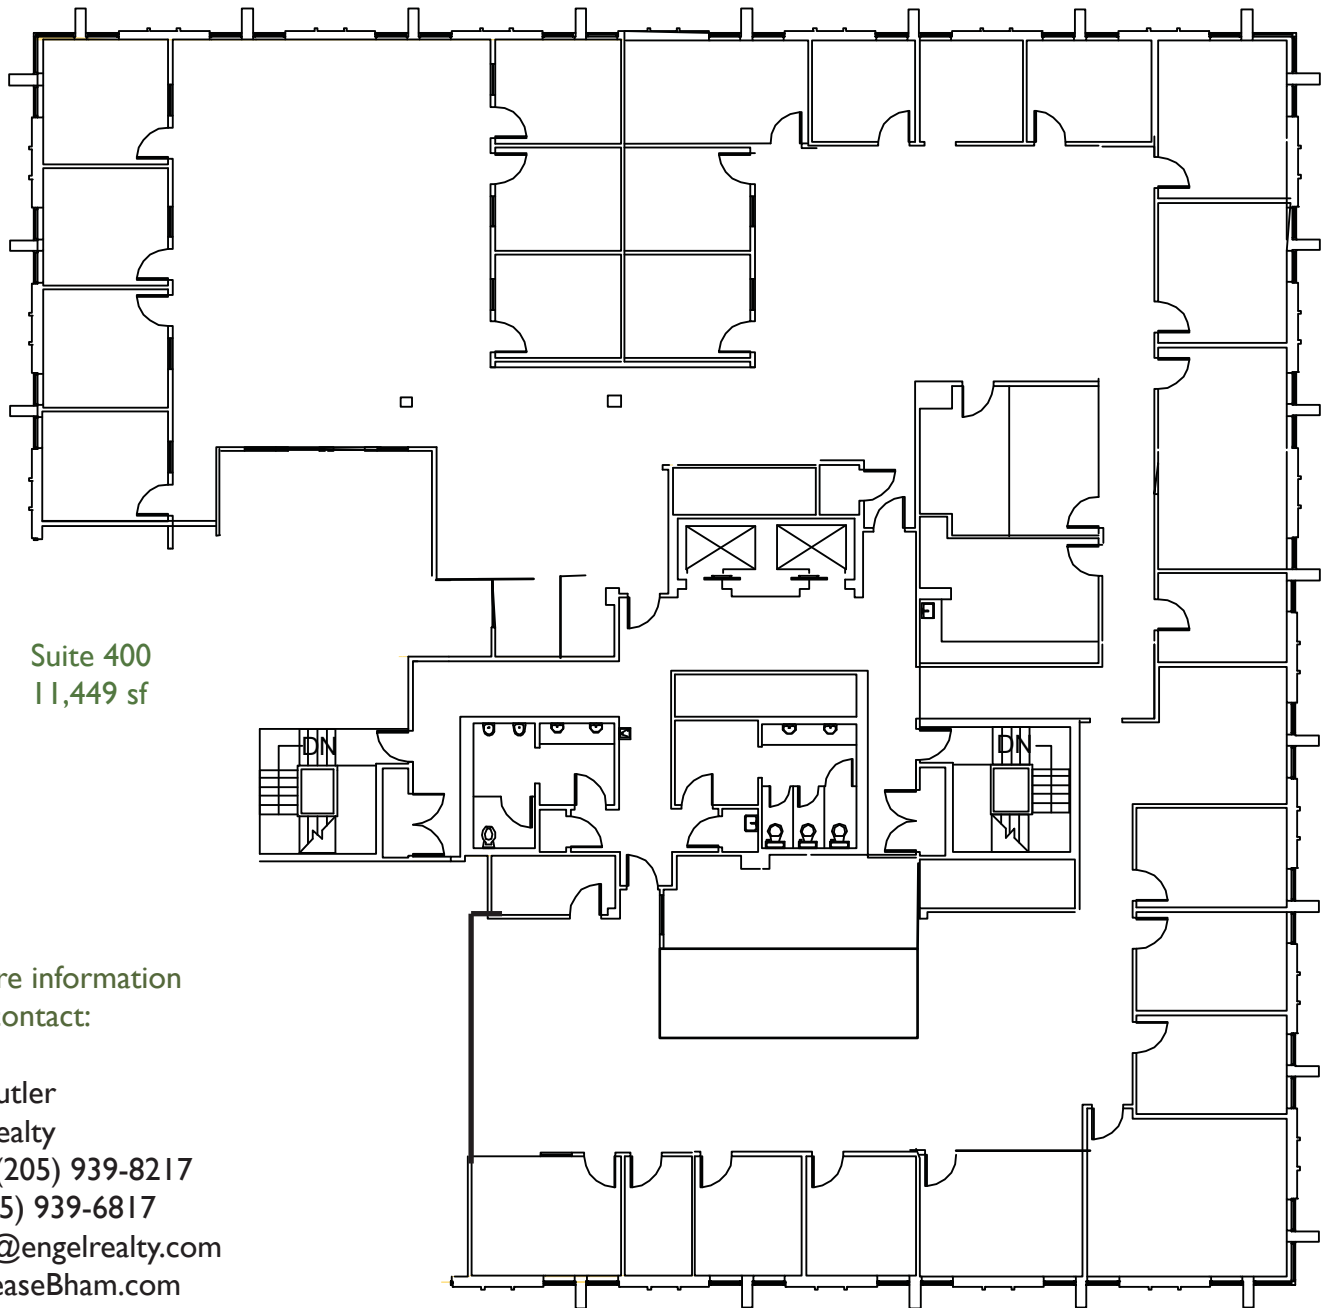 DN
DN
Suite 400
11,449 sf
re information
contact:
utler
ealty
(205) 939-8217
5) 939-6817
@engelrealty.com
easeBham.com